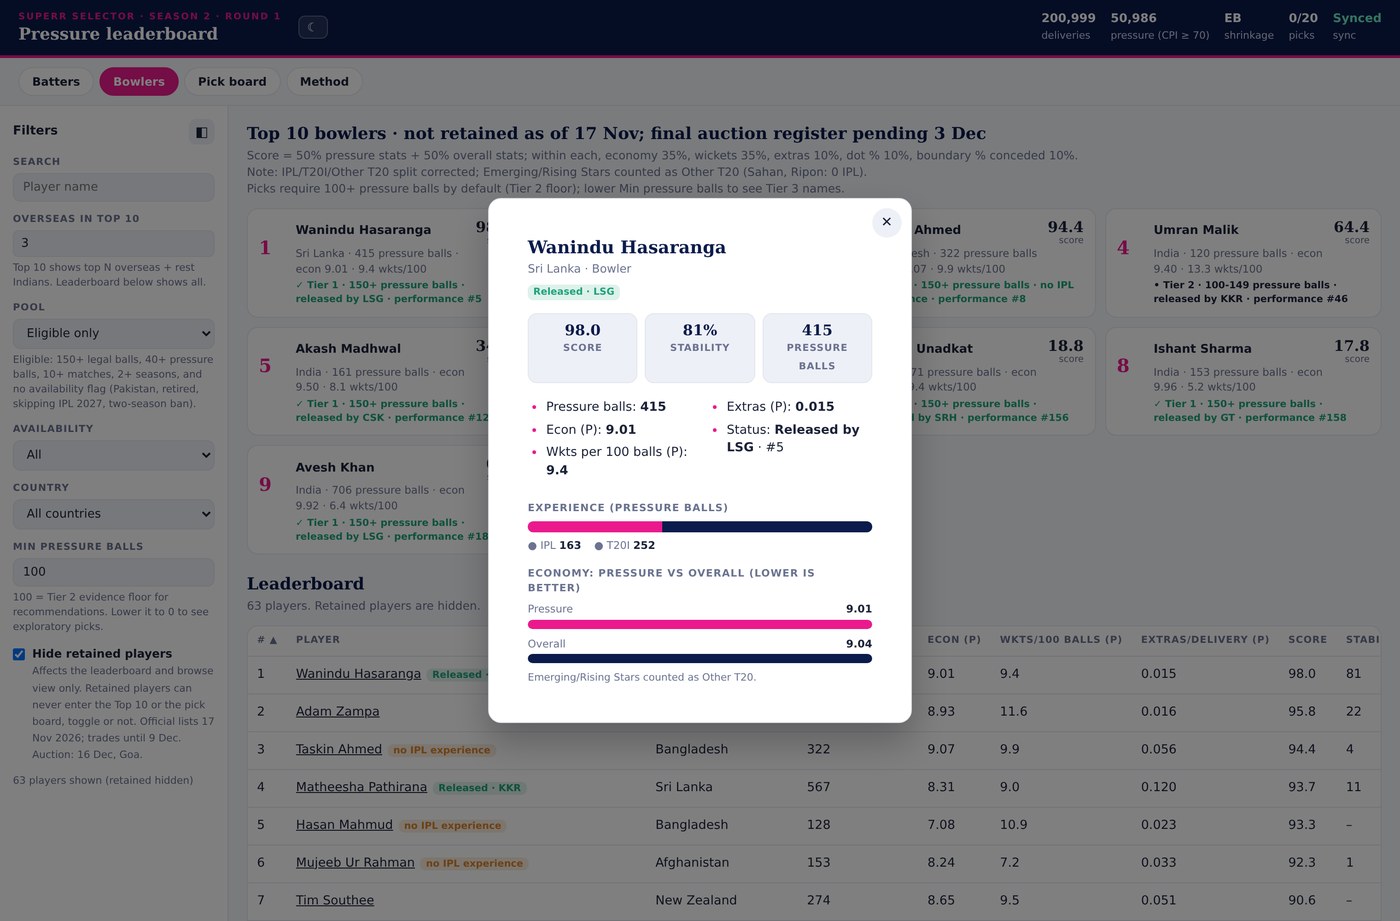 SUPERR SELECTOR · SEASON 2 · ROUND 1
Pressure leaderboard
200,999
deliveries
50,986
pressure (CPI ≥ 70)
EB
shrinkage
0/20
picks
Synced
sync
Batters
Bowlers
Pick board
Method
Filters
SEARCH
Player name
OVERSEAS IN TOP 10
3
Top 10 shows top N overseas + rest
Indians. Leaderboard below shows all.
POOL
Eligible only
Eligible: 150+ legal balls, 40+ pressure
balls, 10+ matches, 2+ seasons, and
no availability flag (Pakistan, retired,
skipping IPL 2027, two-season ban).
AVAILABILITY
All
COUNTRY
All countries
MIN PRESSURE BALLS
100
100 = Tier 2 evidence floor for
recommendations. Lower it to 0 to see
exploratory picks.
Hide retained players
Affects the leaderboard and browse
view only. Retained players can
never enter the Top 10 or the pick
board, toggle or not. Official lists 17
Nov 2026; trades until 9 Dec.
Auction: 16 Dec, Goa.
63 players shown (retained hidden)
Top 10 bowlers · not retained as of 17 Nov; final auction register pending 3 Dec
Score = 50% pressure stats + 50% overall stats; within each, economy 35%, wickets 35%, extras 10%, dot % 10%, boundary % conceded 10%.
Note: IPL/T20I/Other T20 split corrected; Emerging/Rising Stars counted as Other T20 (Sahan, Ripon: 0 IPL).
Picks require 100+ pressure balls by default (Tier 2 floor); lower Min pressure balls to see Tier 3 names.
1
Wanindu Hasaranga
Sri Lanka · 415 pressure balls ·
econ 9.01 · 9.4 wkts/100
✓ Tier 1 · 150+ pressure balls ·
released by LSG · performance #5
Ahmed
94.4
score
322 pressure balls
9.9 wkts/100
150+ pressure balls · no IPL
performance #8
4
Umran Malik
64.4
score
India · 120 pressure balls · econ
9.40 · 13.3 wkts/100
• Tier 2 · 100-149 pressure balls ·
released by KKR · performance #46
5
Akash Madhwal
India · 161 pressure balls · econ
9.50 · 8.1 wkts/100
✓ Tier 1 · 150+ pressure balls ·
released by CSK · performance #12
Unadkat
18.8
score
pressure balls · econ
wkts/100
150+ pressure balls ·
by SRH · performance #156
8
Ishant Sharma
17.8
score
India · 153 pressure balls · econ
9.96 · 5.2 wkts/100
✓ Tier 1 · 150+ pressure balls ·
released by GT · performance #158
9
Avesh Khan
India · 706 pressure balls · econ
9.92 · 6.4 wkts/100
✓ Tier 1 · 150+ pressure balls ·
released by LSG · performance #18
Wanindu Hasaranga
Sri Lanka · Bowler
Released · LSG
98.0
SCORE
81%
STABILITY
415
PRESSURE
BALLS
• Pressure balls: 415
• Econ (P): 9.01
• Wkts per 100 balls (P):
9.4
• Extras (P): 0.015
• Status: Released by
LSG · #5
EXPERIENCE (PRESSURE BALLS)
IPL 163
T20I 252
ECONOMY: PRESSURE VS OVERALL (LOWER IS
BETTER)
Pressure 9.01
Overall 9.04
Emerging/Rising Stars counted as Other T20.
Leaderboard
63 players. Retained players are hidden.
# ▲ PLAYER ECON (P) WKTS/100 BALLS (P) EXTRAS/DELIVERY (P) SCORE STABI
1 Wanindu Hasaranga Released 9.01 9.4 0.015 98.0 81
2 Adam Zampa 8.93 11.6 0.016 95.8 22
3 Taskin Ahmed no IPL experience Bangladesh 322 9.07 9.9 0.056 94.4 4
4 Matheesha Pathirana Released · KKR Sri Lanka 567 8.31 9.0 0.120 93.7 11
5 Hasan Mahmud no IPL experience Bangladesh 128 7.08 10.9 0.023 93.3 –
6 Mujeeb Ur Rahman no IPL experience Afghanistan 153 8.24 7.2 0.033 92.3 1
7 Tim Southee New Zealand 274 8.65 9.5 0.051 90.6 –